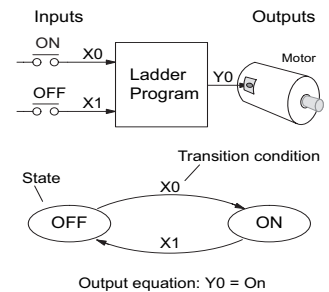 Inputs
Outputs
ON
X0
OFF
X1
Ladder
Program
Y0
Motor
Transition condition
State
X0
OFF
ON
X1
Output equation: Y0 = On